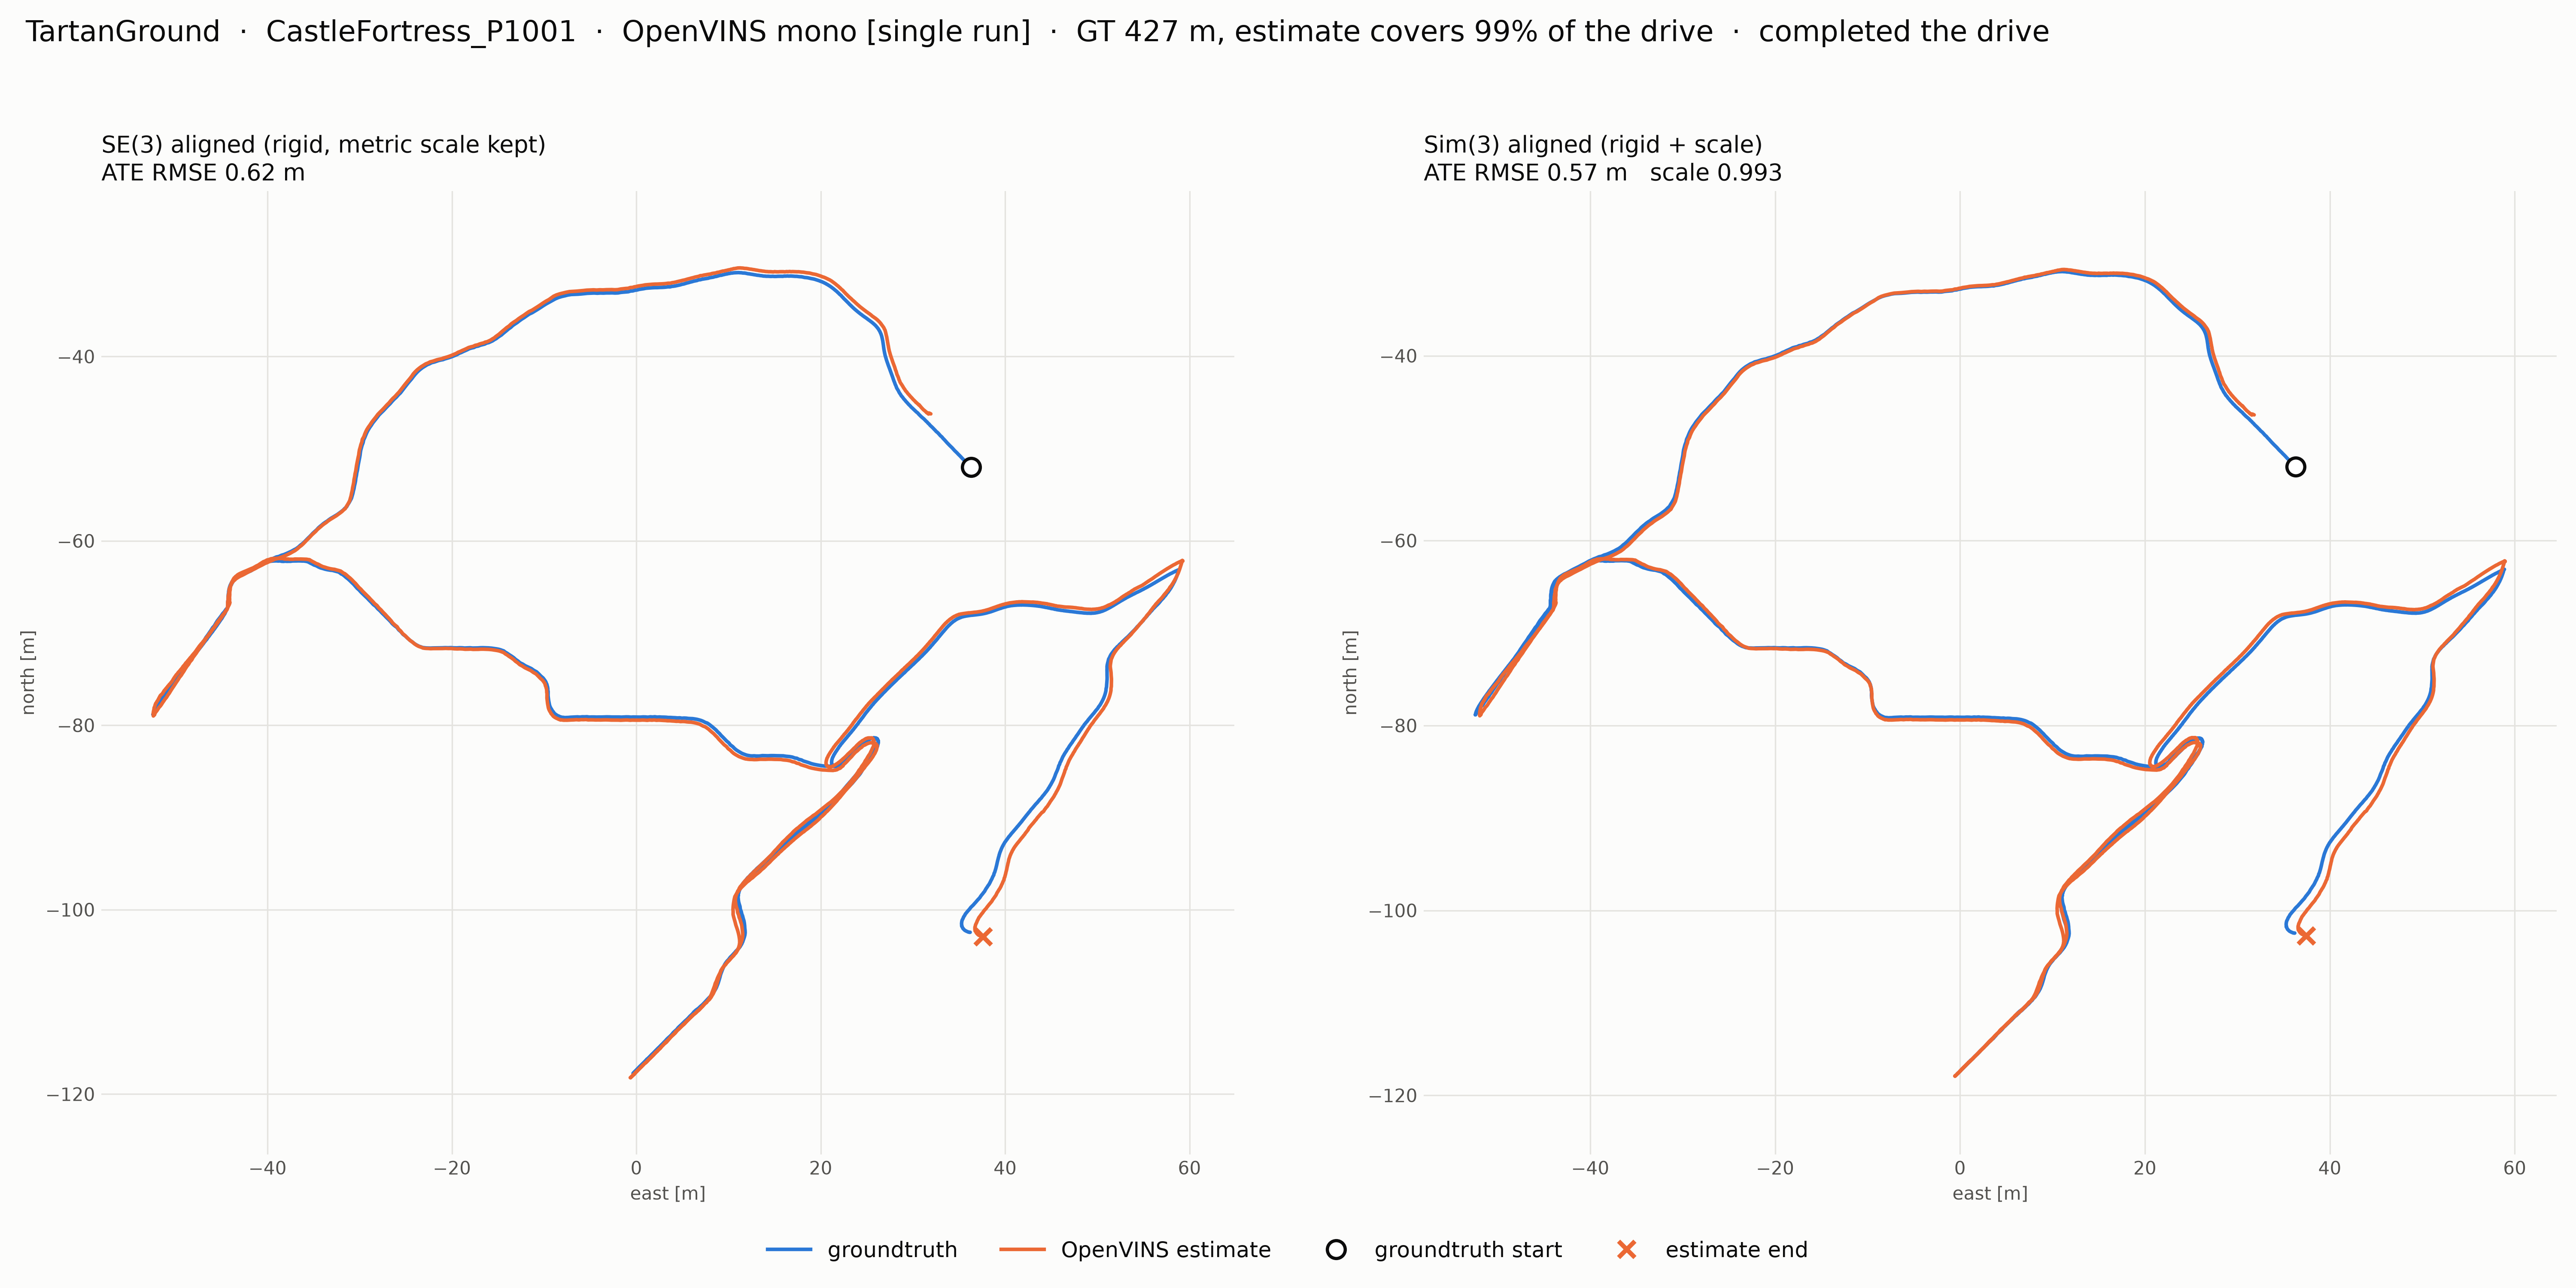 TartanGround · CastleFortress_P1001 · OpenVINS mono [single run] · GT 427 m, estimate covers 99% of the drive · completed the drive
SE(3) aligned (rigid, metric scale kept)
ATE RMSE 0.62 m
−40
−60
−80
−100
−120
north [m]
−40
−20
0
20
40
60
east [m]
Sim(3) aligned (rigid + scale)
ATE RMSE 0.57 m   scale 0.993
−40
−60
−80
−100
−120
north [m]
−40
−20
0
20
40
60
east [m]
groundtruth
OpenVINS estimate
groundtruth start
estimate end